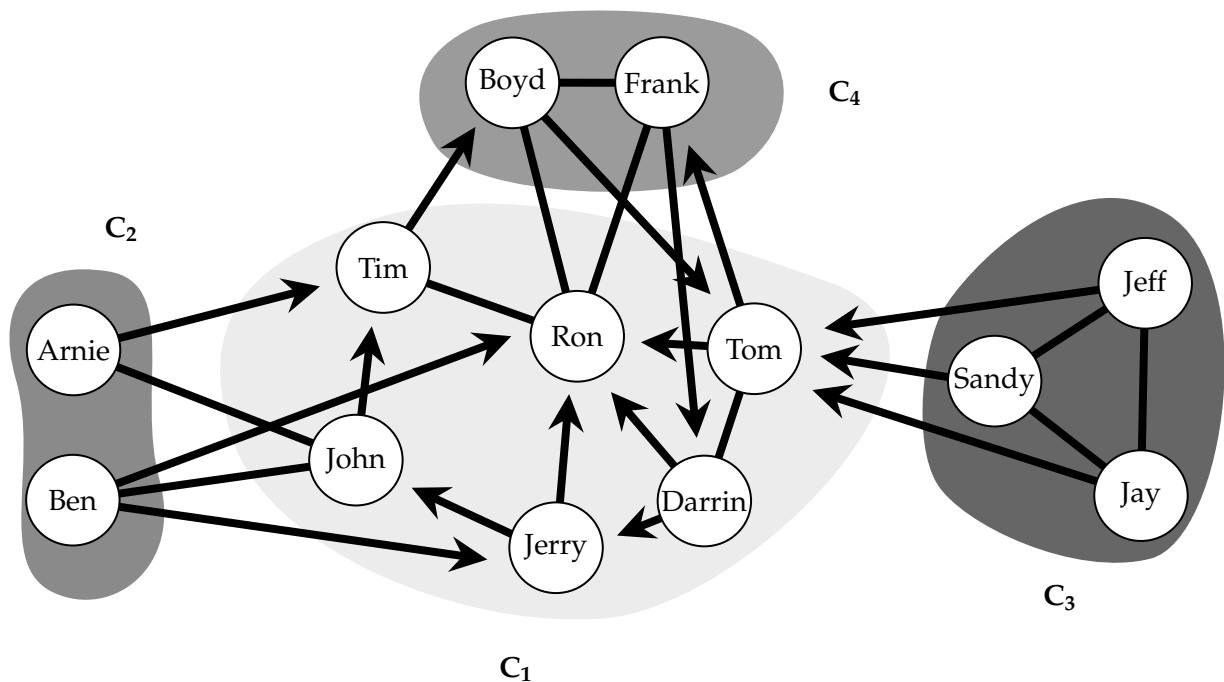 Boyd
Frank
C4
C2
Tim
Jeff
Arnie
Ron
Tom
Sandy
John
Ben
Darrin
Jay
Jerry
C3
C1